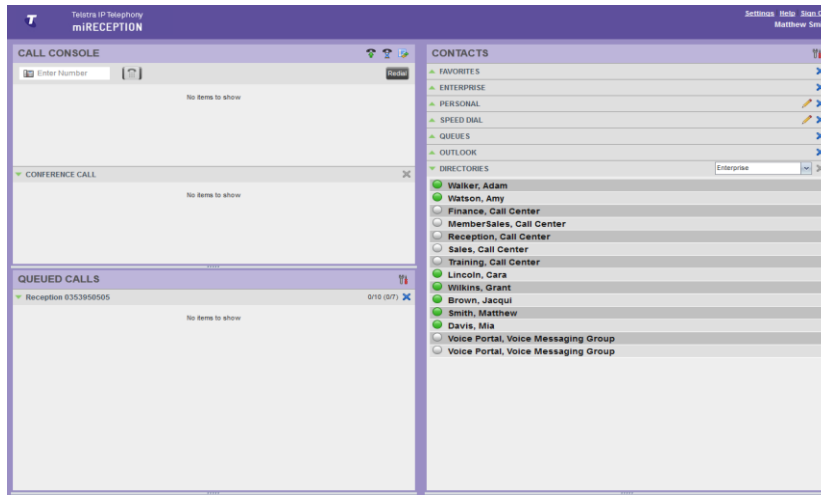 T
Telstra IP Telephony
miRECEPTION
Settings Help Sign
Matthew Sm
CALL CONSOLE
Enter Number
Redial
No items to show
CONFERENCE CALL
No items to show
QUEUED CALLS
Reception 0353950505
0/10 (0/7)
No items to show
CONTACTS
FAVORITES
ENTERPRISE
PERSONAL
SPEED DIAL
QUEUES
OUTLOOK
DIRECTORIES
Enterprise
Walker, Adam
Watson, Amy
Finance, Call Center
MemberSales, Call Center
Reception, Call Center
Sales, Call Center
Training, Call Center
Lincoln, Cara
Wilkins, Grant
Brown, Jacqui
Smith, Matthew
Davis, Mia
Voice Portal, Voice Messaging Group
Voice Portal, Voice Messaging Group